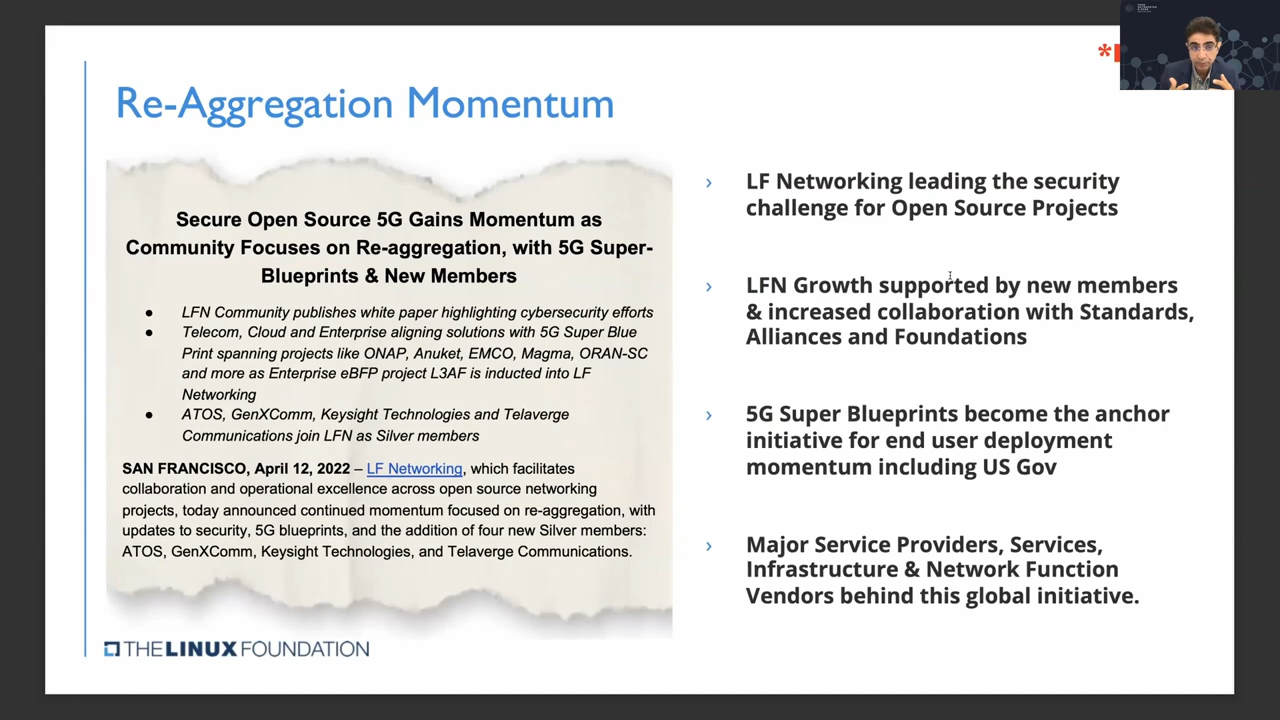 Re-Aggregation Momentum
Secure Open Source 5G Gains Momentum as
Community Focuses on Re-aggregation, with 5G Super-
Blueprints & New Members
● LFN Community publishes white paper highlighting cybersecurity efforts
● Telecom, Cloud and Enterprise aligning solutions with 5G Super Blue
Print spanning projects like ONAP, Anuket, EMCO, Magma, ORAN-SC
and more as Enterprise eBFP project L3AF is inducted into LF
Networking
● ATOS, GenXComm, Keysight Technologies and Telaverge
Communications join LFN as Silver members
SAN FRANCISCO, April 12, 2022 – LF Networking, which facilitates
collaboration and operational excellence across open source networking
projects, today announced continued momentum focused on re-aggregation, with
updates to security, 5G blueprints, and the addition of four new Silver members:
ATOS, GenXComm, Keysight Technologies, and Telaverge Communications.
THE LINUX FOUNDATION
› LF Networking leading the security
challenge for Open Source Projects
› LFN Growth supported by new members
& increased collaboration with Standards,
Alliances and Foundations
› 5G Super Blueprints become the anchor
initiative for end user deployment
momentum including US Gov
› Major Service Providers, Services,
Infrastructure & Network Function
Vendors behind this global initiative.